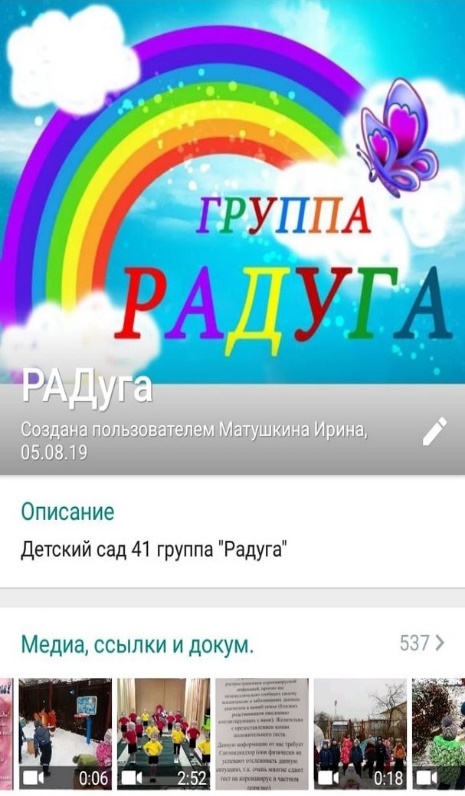 ГРУППА
РАДУГА
РАДуга
Создана пользователем Матушкина Ирина,
05.08.19
Описание
Детский сад 41 группа "Радуга"
Медиа, ссылки и докум.
537
0:06
2:52
0:18